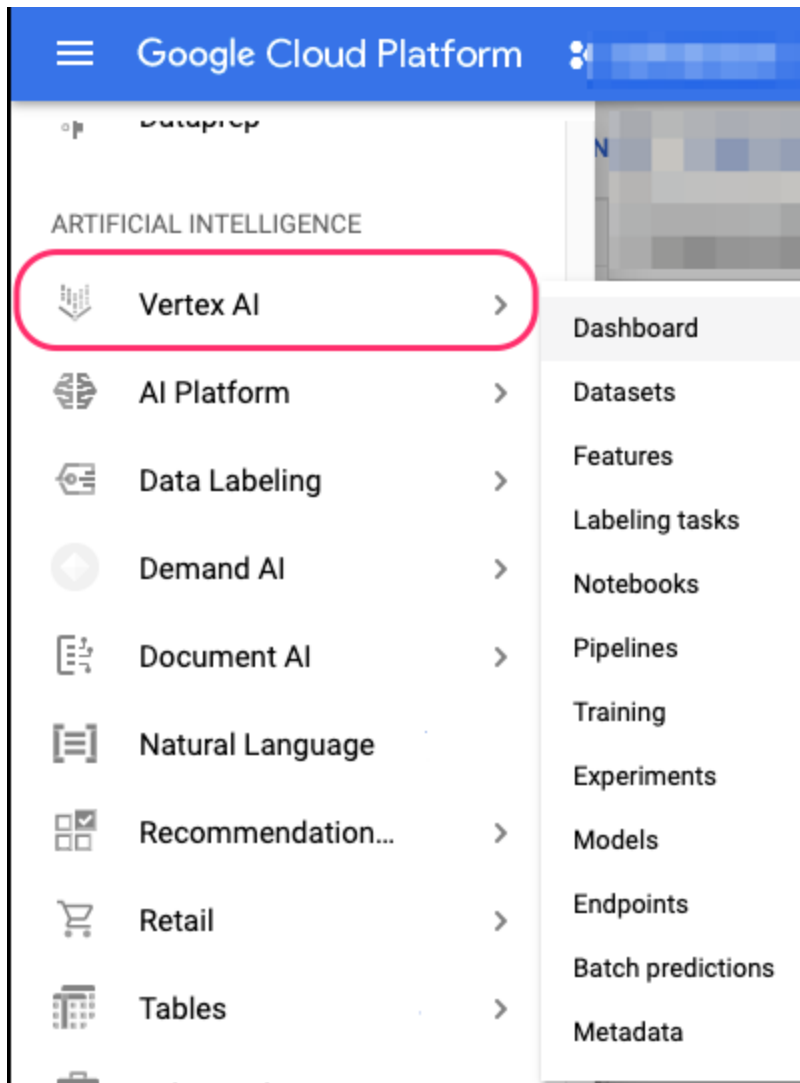 Google Cloud Platform
Dataprep
N
ARTIFICIAL INTELLIGENCE
Vertex AI
AI Platform
Data Labeling
Demand AI
Document AI
Natural Language
Recommendation...
Retail
Tables
Dashboard
Datasets
Features
Labeling tasks
Notebooks
Pipelines
Training
Experiments
Models
Endpoints
Batch predictions
Metadata